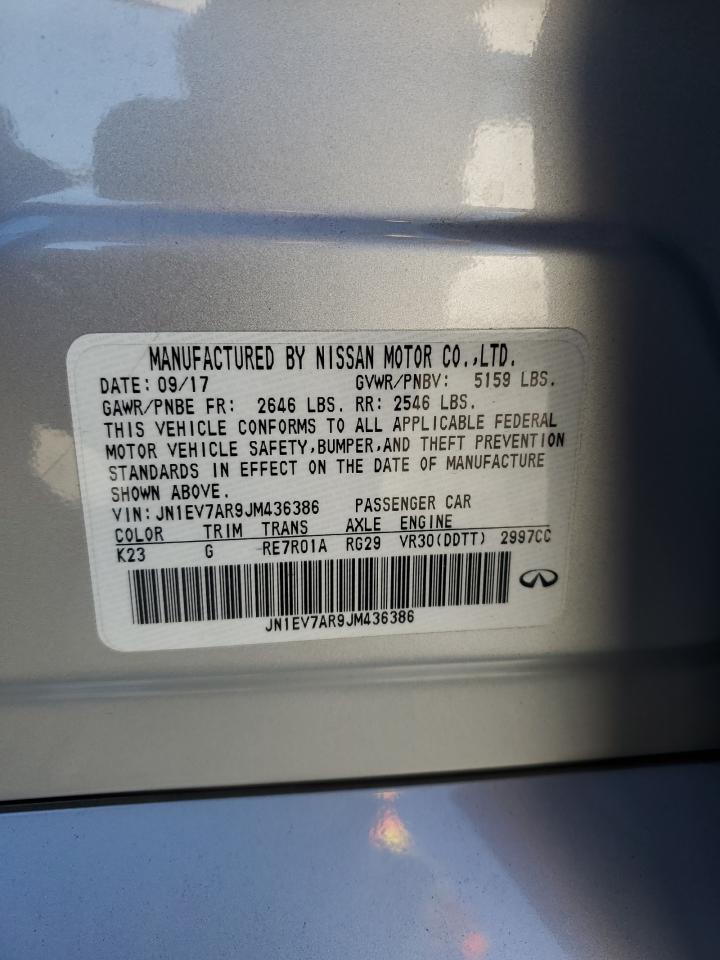 MANUFACTURED BY NISSAN MOTOR CO.,LTD.
DATE: 09/17 GVWR/PNBV: 5159 LBS.
GAWR/PNBE FR: 2646 LBS. RR: 2546 LBS.
THIS VEHICLE CONFORMS TO ALL APPLICABLE FEDERAL
MOTOR VEHICLE SAFETY,BUMPER,AND THEFT PREVENTION
STANDARDS IN EFFECT ON THE DATE OF MANUFACTURE
SHOWN ABOVE.
VIN:JN1EV7AR9JM436386 PASSENGER CAR
COLOR TRIM TRANS AXLE ENGINE
K23 G RE7R01A RG29 VR30(DDTT) 2997CC
JN1EV7AR9JM436386